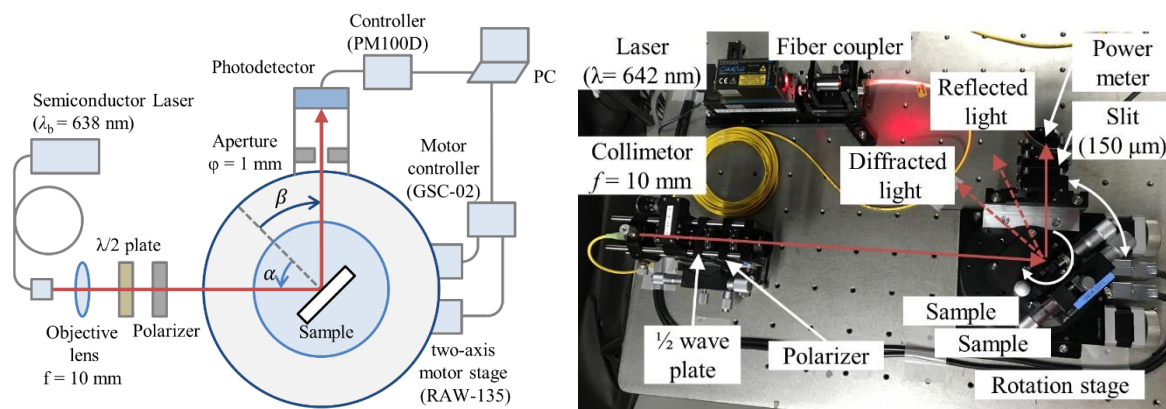 Controller
(PM100D)
Photodetector
PC
Semiconductor Laser
(λb = 638 nm)
Aperture
φ = 1 mm
Motor
controller
(GSC-02)
β
λ/2 plate
α
Sample
Objective
lens
f = 10 mm
Polarizer
two-axis
motor stage
(RAW-135)
Laser
(λ= 642 nm)
Fiber coupler
Power
meter
Reflected
light
Slit
(150 μm)
Collimetor
f = 10 mm
Diffracted
light
Sample
Sample
½ wave
plate
Polarizer
Rotation stage